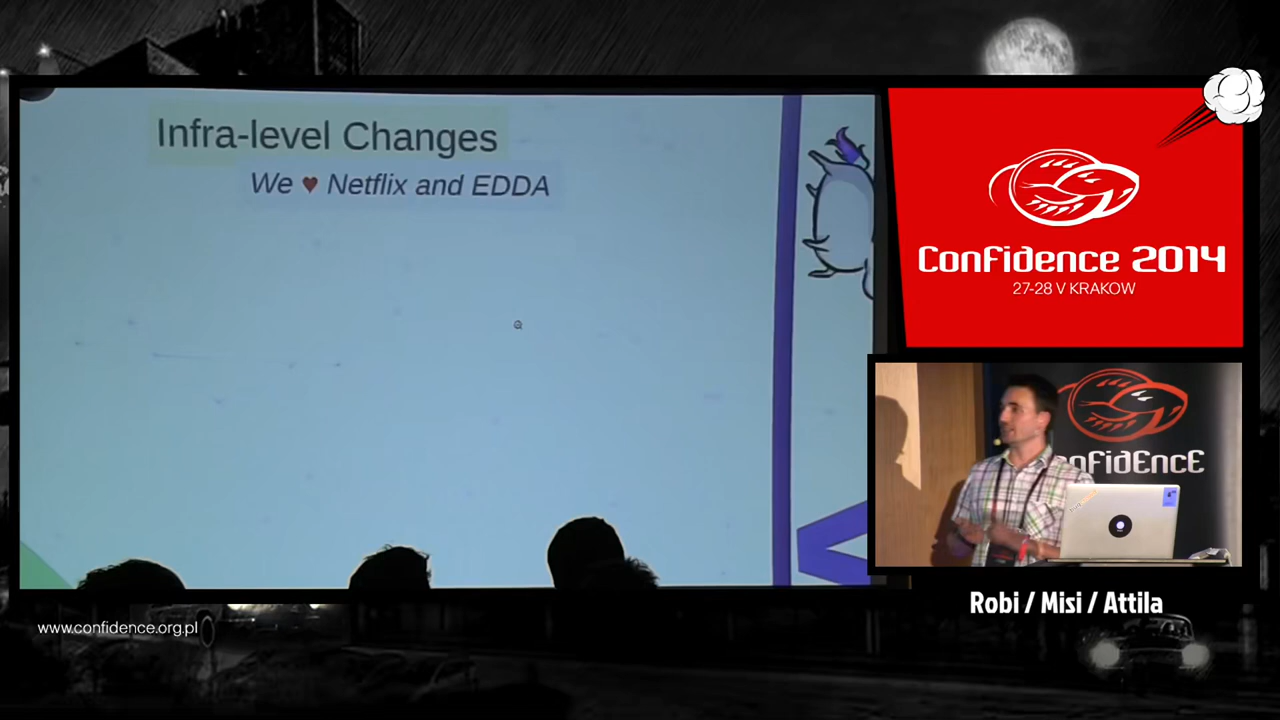 Infra-level Changes
We ♥ Netflix and EDDA
ConFidence 2014
27-28 V KRAKOW
onFidEncE
Robi / Misi / Attila
www.confidence.org.pl